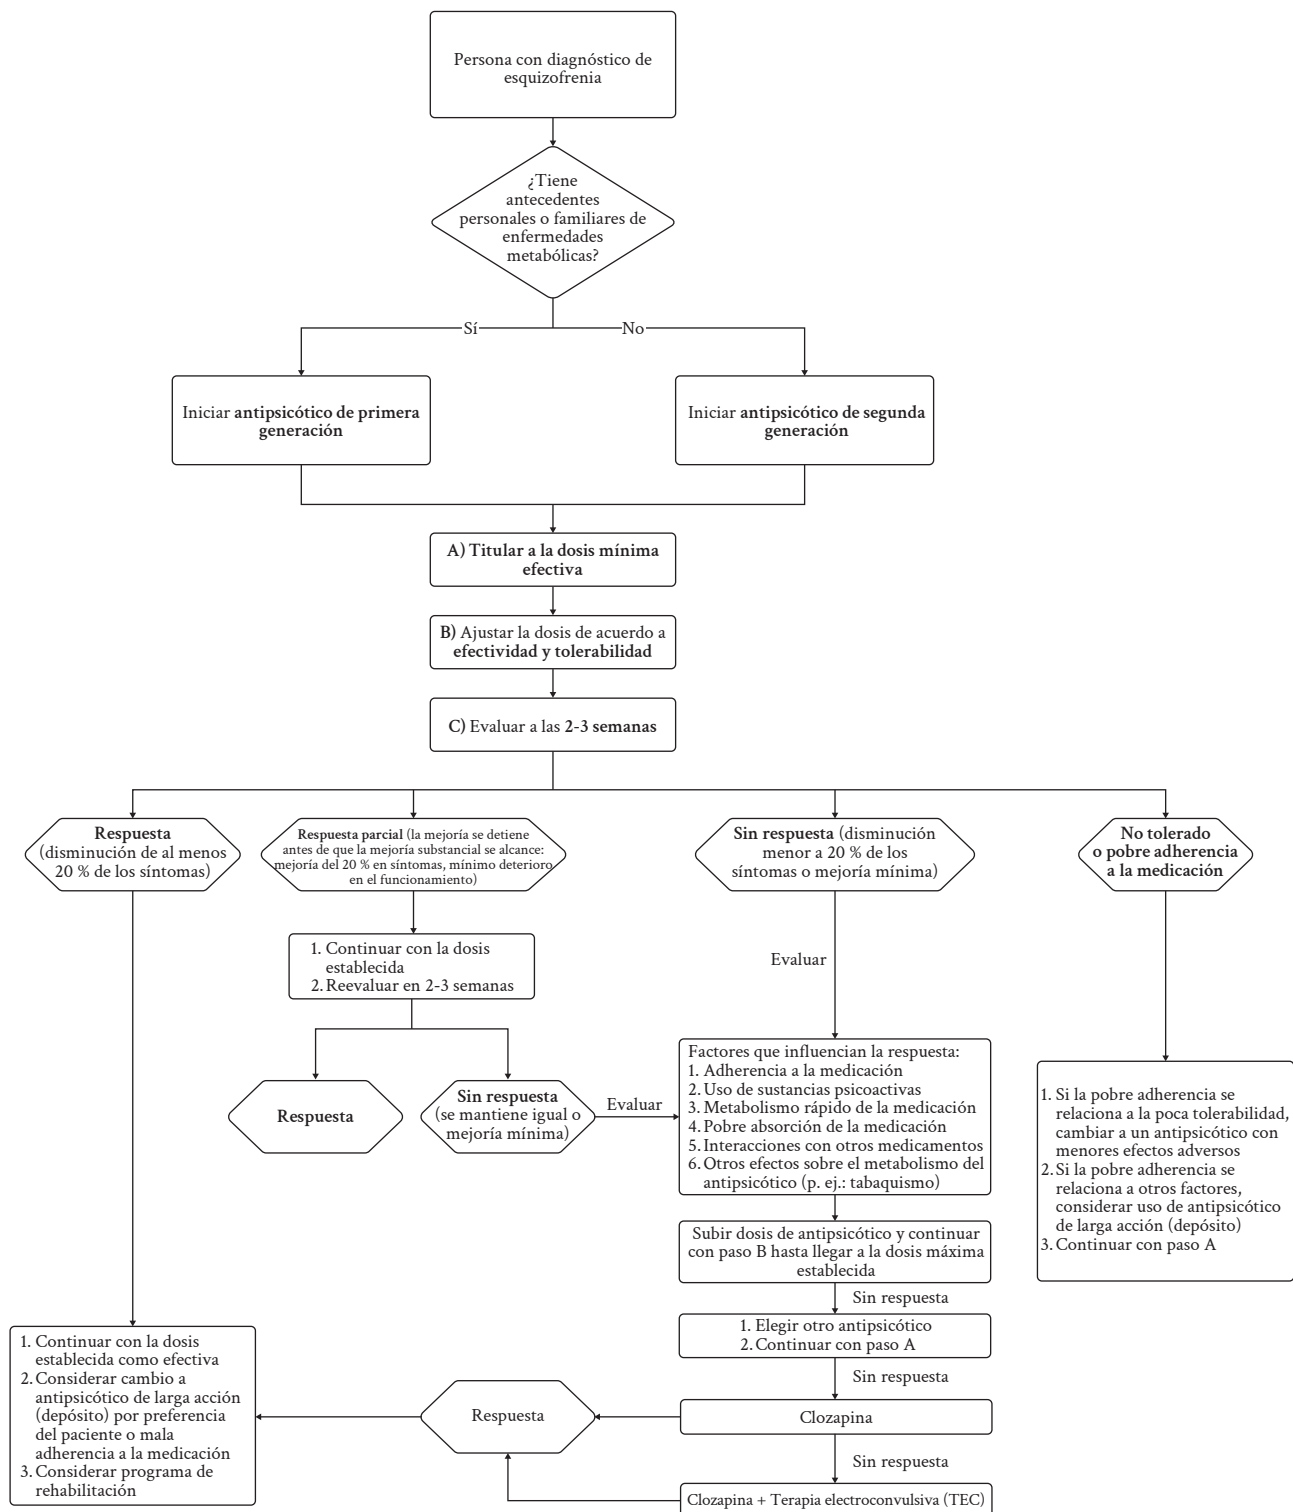 Persona con diagnóstico de
esquizofrenia
¿Tiene
antecedentes
personales o familiares de
enfermedades
metabólicas?
Sí
No
Iniciar antipsicótico de primera
generación
Iniciar antipsicótico de segunda
generación
A) Titular a la dosis mínima
efectiva
B) Ajustar la dosis de acuerdo a
efectividad y tolerabilidad
C) Evaluar a las 2-3 semanas
Respuesta
(disminución de al menos
20 % de los síntomas)
Respuesta parcial (la mejoría se detiene
antes de que la mejoría substancial se alcance:
mejoría del 20 % en síntomas, mínimo deterioro
en el funcionamiento)
Sin respuesta (disminución
menor a 20 % de los
síntomas o mejoría mínima)
No tolerado
o pobre adherencia
a la medicación
1. Continuar con la dosis
establecida
2. Reevaluar en 2-3 semanas
Evaluar
Respuesta
Sin respuesta
(se mantiene igual o
mejoría mínima)
Evaluar
Factores que influencian la respuesta:
1. Adherencia a la medicación
2. Uso de sustancias psicoactivas
3. Metabolismo rápido de la medicación
4. Pobre absorción de la medicación
5. Interacciones con otros medicamentos
6. Otros efectos sobre el metabolismo del
antipsicótico (p. ej.: tabaquismo)
1. Si la pobre adherencia se
relaciona a la poca tolerabilidad,
cambiar a un antipsicótico con
menores efectos adversos
2. Si la pobre adherencia se
relaciona a otros factores,
considerar uso de antipsicótico
de larga acción (depósito)
3. Continuar con paso A
Subir dosis de antipsicótico y continuar
con paso B hasta llegar a la dosis máxima
establecida
Sin respuesta
1. Elegir otro antipsicótico
2. Continuar con paso A
Sin respuesta
1. Continuar con la dosis
establecida como efectiva
2. Considerar cambio a
antipsicótico de larga acción
(depósito) por preferencia
del paciente o mala
adherencia a la medicación
3. Considerar programa de
rehabilitación
Respuesta
Clozapina
Sin respuesta
Clozapina + Terapia electroconvulsiva (TEC)